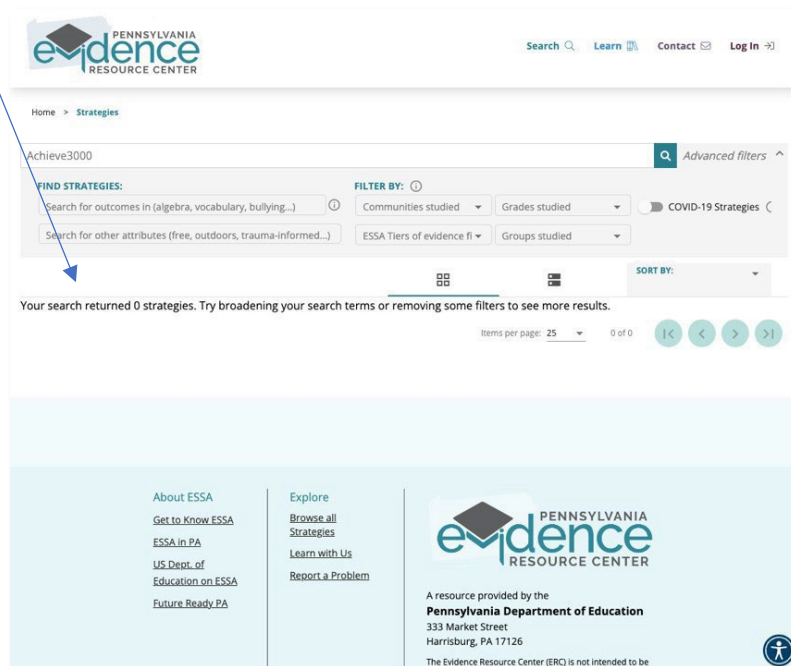 PENNSYLVANIA
evidence
RESOURCE CENTER
Search Learn Contact Log In
Home > Strategies
Achieve3000
Advanced filters
FIND STRATEGIES:
FILTER BY:
Search for outcomes in (algebra, vocabulary, bullying...)
Communities studied
Grades studied
COVID-19 Strategies (
Search for other attributes (free, outdoors, trauma-informed...)
ESSA Tiers of evidence fi
Groups studied
SORT BY:
Your search returned 0 strategies. Try broadening your search terms or removing some filters to see more results.
Items per page: 25 0 of 0
About ESSA
Get to Know ESSA
ESSA in PA
US Dept. of
Education on ESSA
Future Ready PA
Explore
Browse all
Strategies
Learn with Us
Report a Problem
PENNSYLVANIA
evidence
RESOURCE CENTER
A resource provided by the
Pennsylvania Department of Education
333 Market Street
Harrisburg, PA 17126
The Evidence Resource Center (ERC) is not intended to be